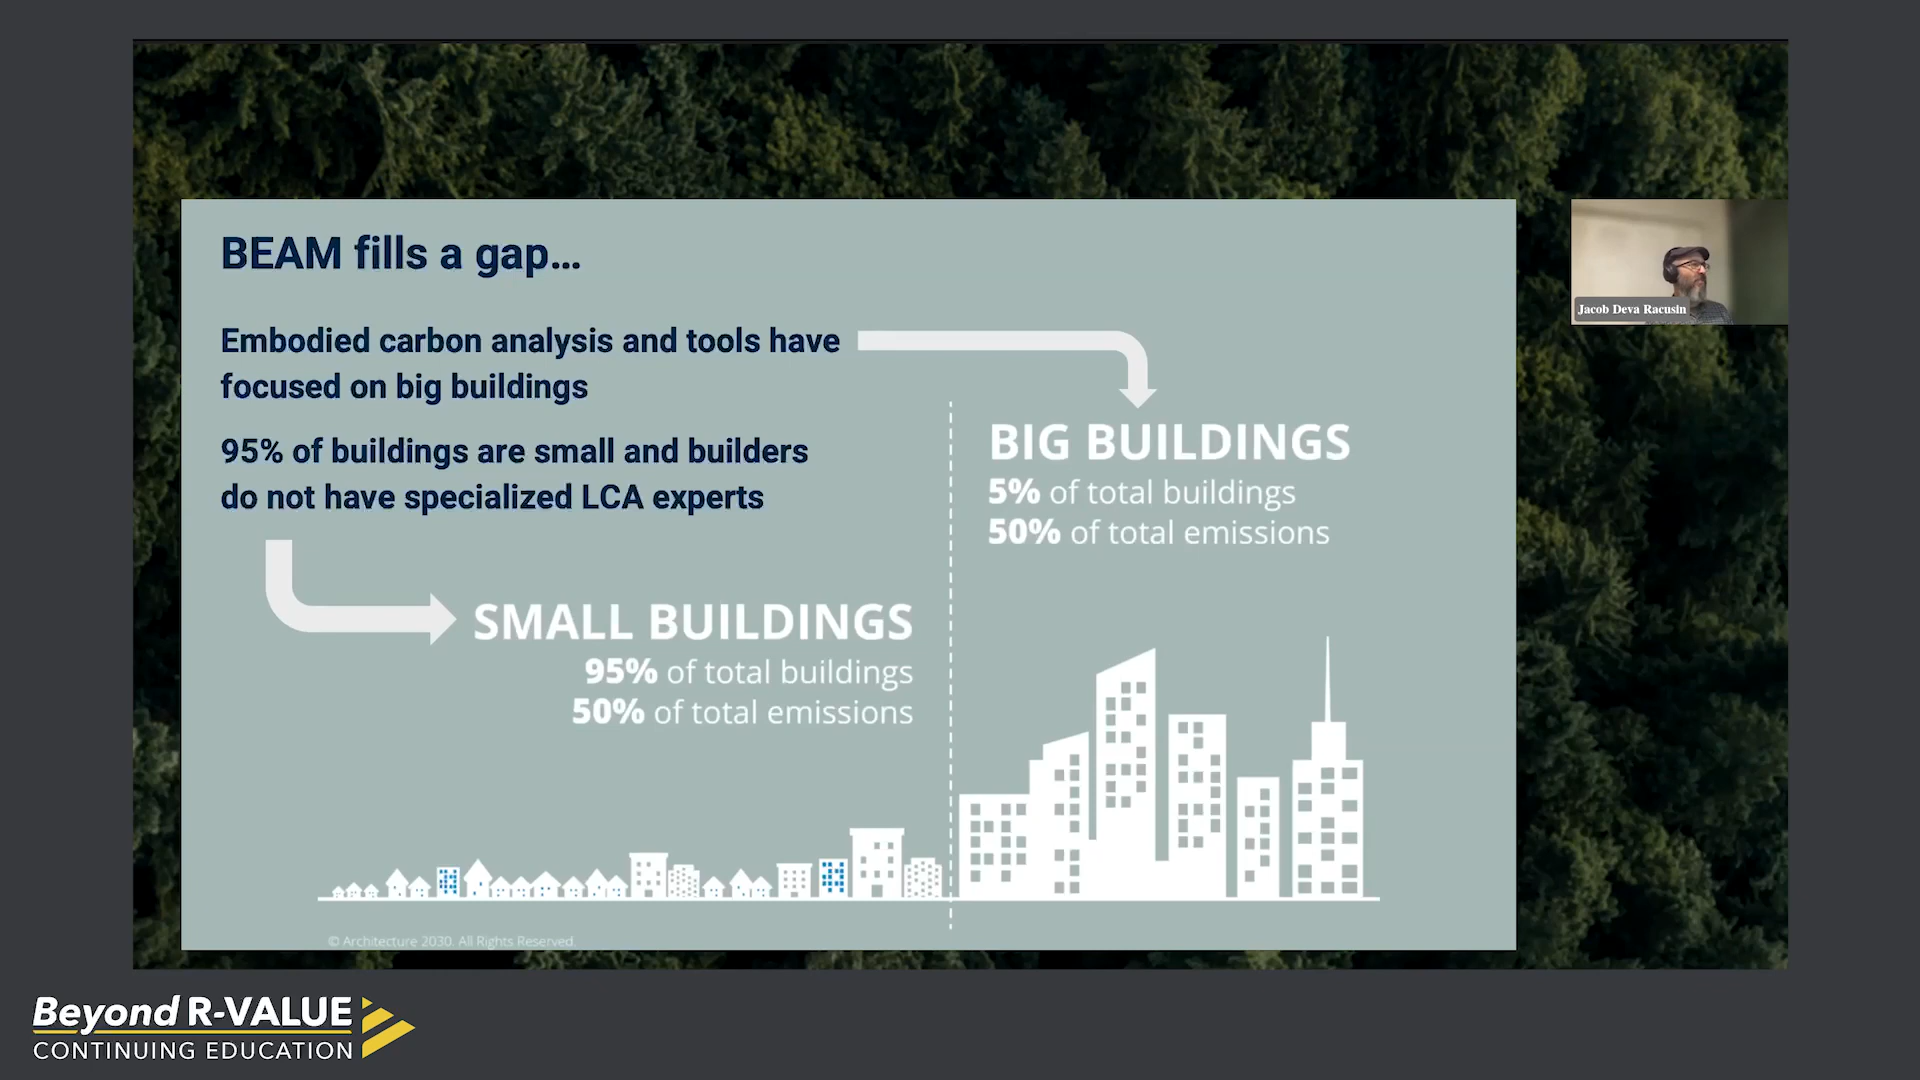 BEAM fills a gap...
Embodied carbon analysis and tools have
focused on big buildings
95% of buildings are small and builders
do not have specialized LCA experts
BIG BUILDINGS
5% of total buildings
50% of total emissions
SMALL BUILDINGS
95% of total buildings
50% of total emissions
© Architecture 2030. All Rights Reserved.
Jacob Deva Racusin
Beyond R-VALUE
CONTINUING EDUCATION